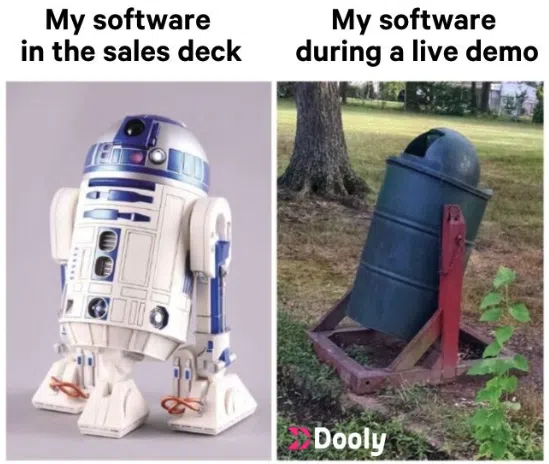 My software
in the sales deck
My software
during a live demo
Dooly